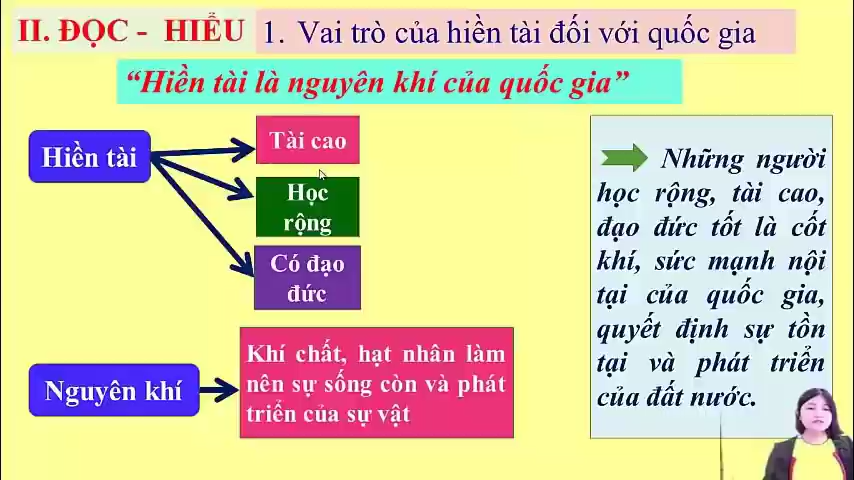 II. ĐỌC - HIỂU
1. Vai trò của hiền tài đối với quốc gia
“Hiền tài là nguyên khí của quốc gia”
Hiền tài
Tài cao
Học
rộng
Có đạo
đức
Nguyên khí
Khí chất, hạt nhân làm
nên sự sống còn và phát
triển của sự vật
Những người
học rộng, tài cao,
đạo đức tốt là cốt
khí, sức mạnh nội
tại của quốc gia,
quyết định sự tồn
tại và phát triển
của đất nước.